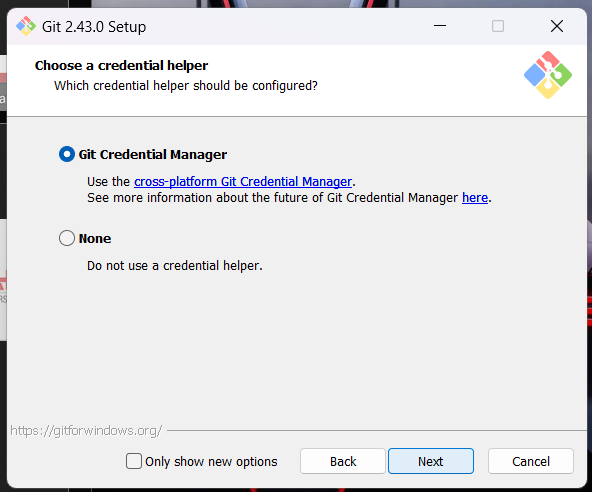 Git 2.43.0 Setup
Choose a credential helper
Which credential helper should be configured?
Git Credential Manager
Use the cross-platform Git Credential Manager.
See more information about the future of Git Credential Manager here.
None
Do not use a credential helper.
https://gitforwindows.org/
Only show new options
Back
Next
Cancel